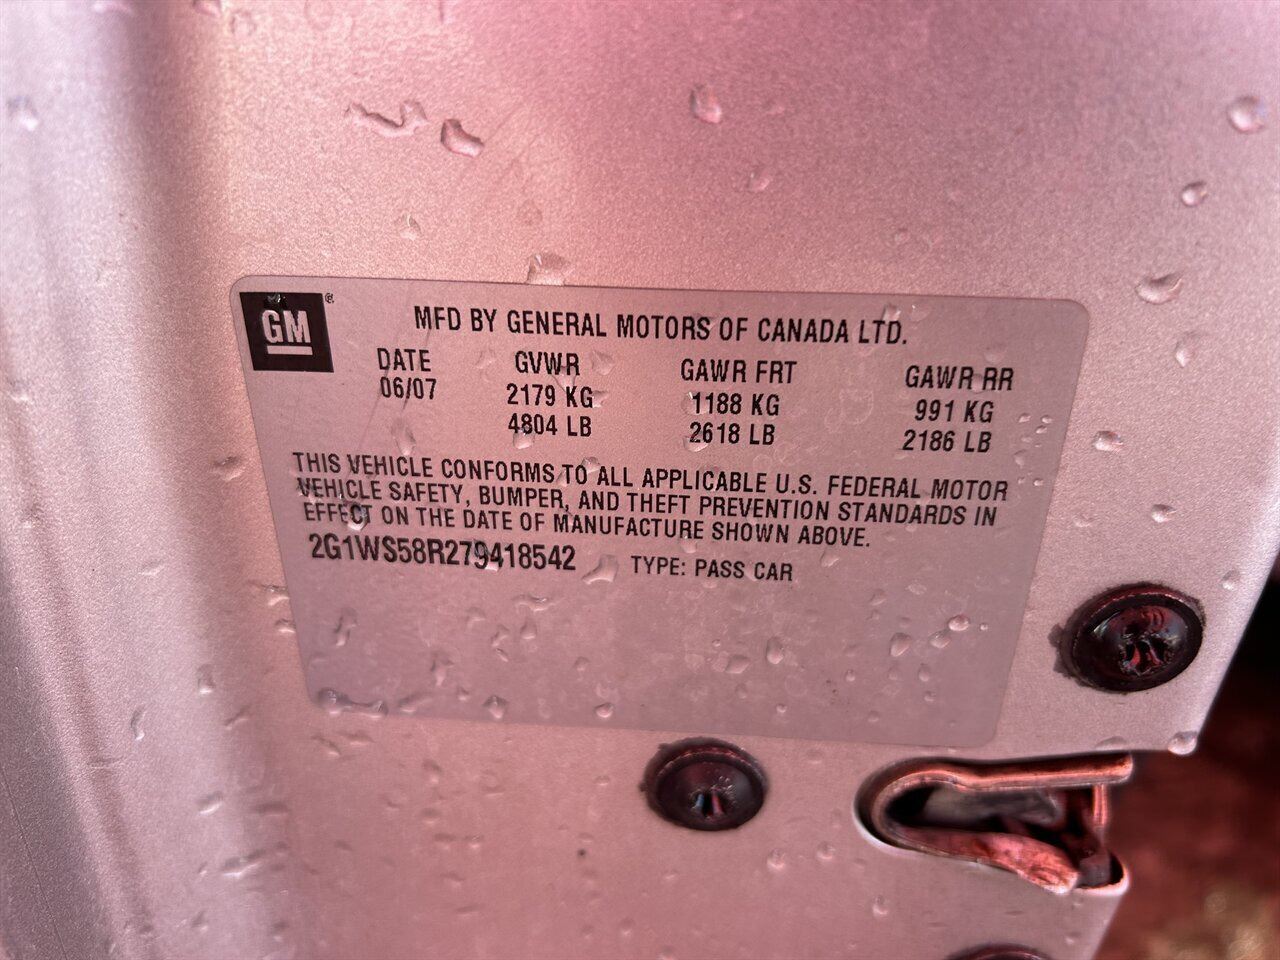 GM ®
MFD BY GENERAL MOTORS OF CANADA LTD.
DATE GVWR GAWR FRT GAWR RR
06/07 2179 KG 1188 KG 991 KG
4804 LB 2618 LB 2186 LB
THIS VEHICLE CONFORMS TO ALL APPLICABLE U.S. FEDERAL MOTOR
VEHICLE SAFETY, BUMPER, AND THEFT PREVENTION STANDARDS IN
EFFECT ON THE DATE OF MANUFACTURE SHOWN ABOVE.
2G1WS58R279418542 TYPE: PASS CAR